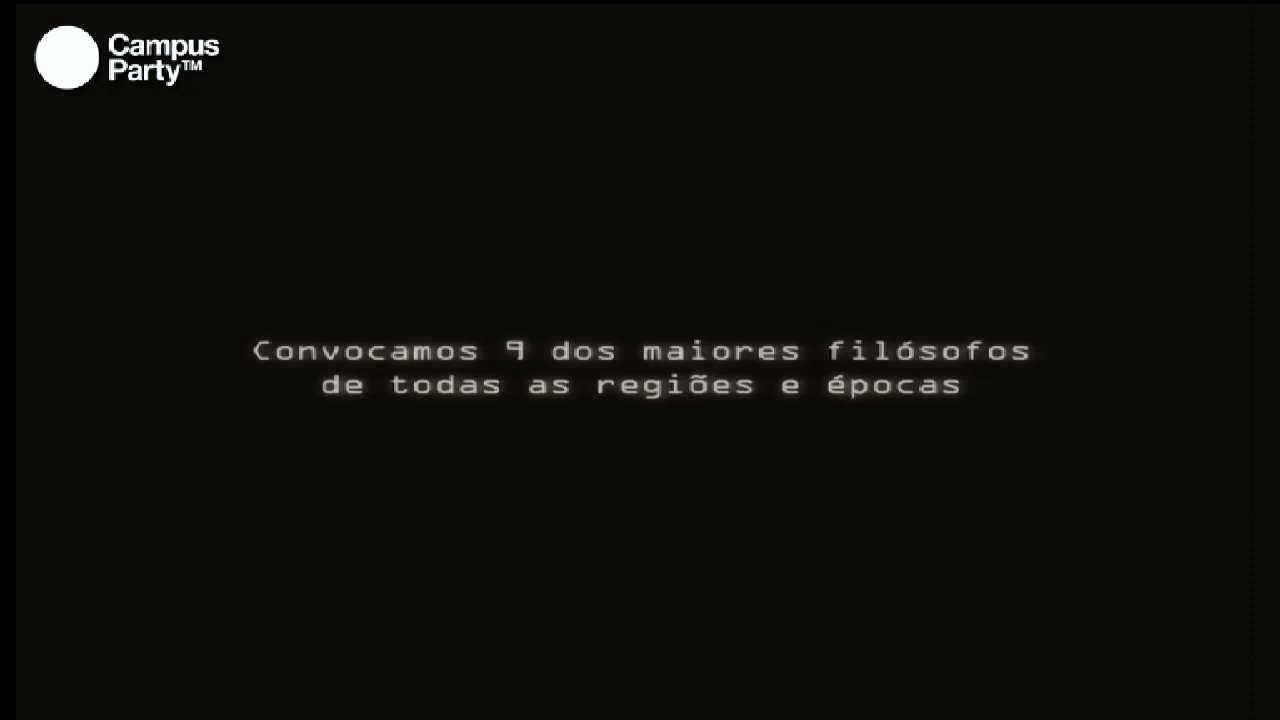 Campus
Party™
Convocamos 9 dos maiores filósofos
de todas as regiões e épocas